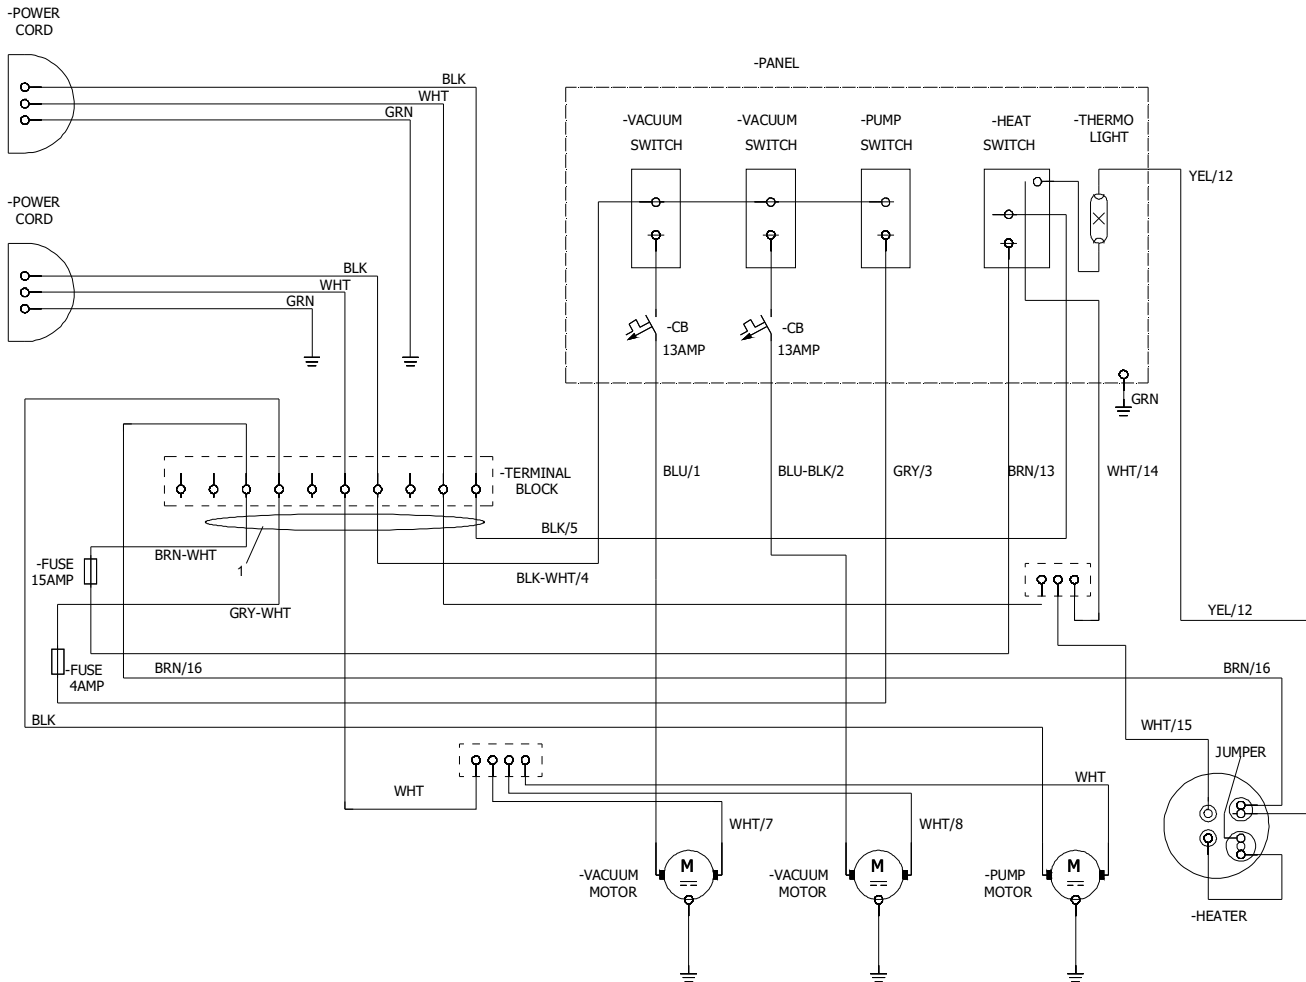 -POWER
CORD
BLK
WHT
GRN
-PANEL
-VACUUM
SWITCH
-VACUUM
SWITCH
-PUMP
SWITCH
-HEAT
SWITCH
-THERMO
LIGHT
YEL/12
-POWER
CORD
BLK
WHT
GRN
-CB
13AMP
-CB
13AMP
GRN
-TERMINAL
BLOCK
BLU/1
BLU-BLK/2
GRY/3
BRN/13
WHT/14
BLK/5
BRN-WHT
1
-FUSE
15AMP
BLK-WHT/4
GRY-WHT
YEL/12
-FUSE
4AMP
BRN/16
BRN/16
BLK
WHT/15
JUMPER
WHT
WHT
WHT/7
WHT/8
-VACUUM
MOTOR
M
-VACUUM
MOTOR
M
-PUMP
MOTOR
M
-HEATER